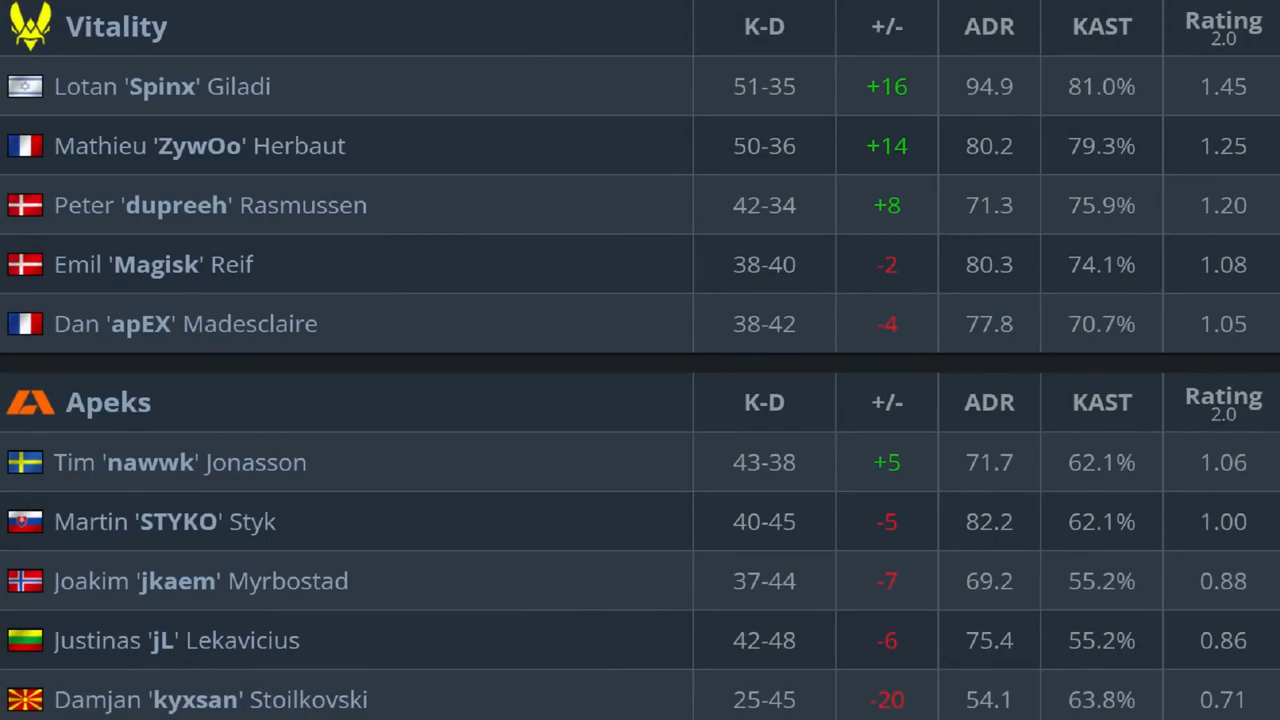 Vitality K-D +/- ADR KAST Rating 2.0
Lotan 'Spinx' Giladi 51-35 +16 94.9 81.0% 1.45
Mathieu 'ZywOo' Herbaut 50-36 +14 80.2 79.3% 1.25
Peter 'dupreeh' Rasmussen 42-34 +8 71.3 75.9% 1.20
Emil 'Magisk' Reif 38-40 -2 80.3 74.1% 1.08
Dan 'apEX' Madesclaire 38-42 -4 77.8 70.7% 1.05
Apeks K-D +/- ADR KAST Rating 2.0
Tim 'nawwk' Jonasson 43-38 +5 71.7 62.1% 1.06
Martin 'STYKO' Styk 40-45 -5 82.2 62.1% 1.00
Joakim 'jkaem' Myrbostad 37-44 -7 69.2 55.2% 0.88
Justinas 'jL' Lekavicius 42-48 -6 75.4 55.2% 0.86
Damjan 'kyxsan' Stoilkovski 25-45 -20 54.1 63.8% 0.71